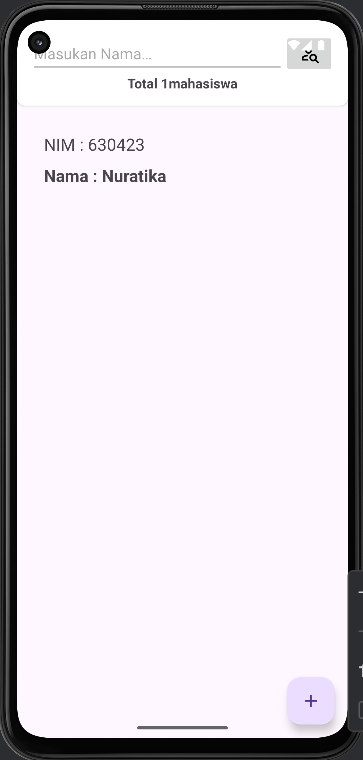 Masukan Nama...
Total 1mahasiswa
NIM : 630423
Nama : Nuratika
+